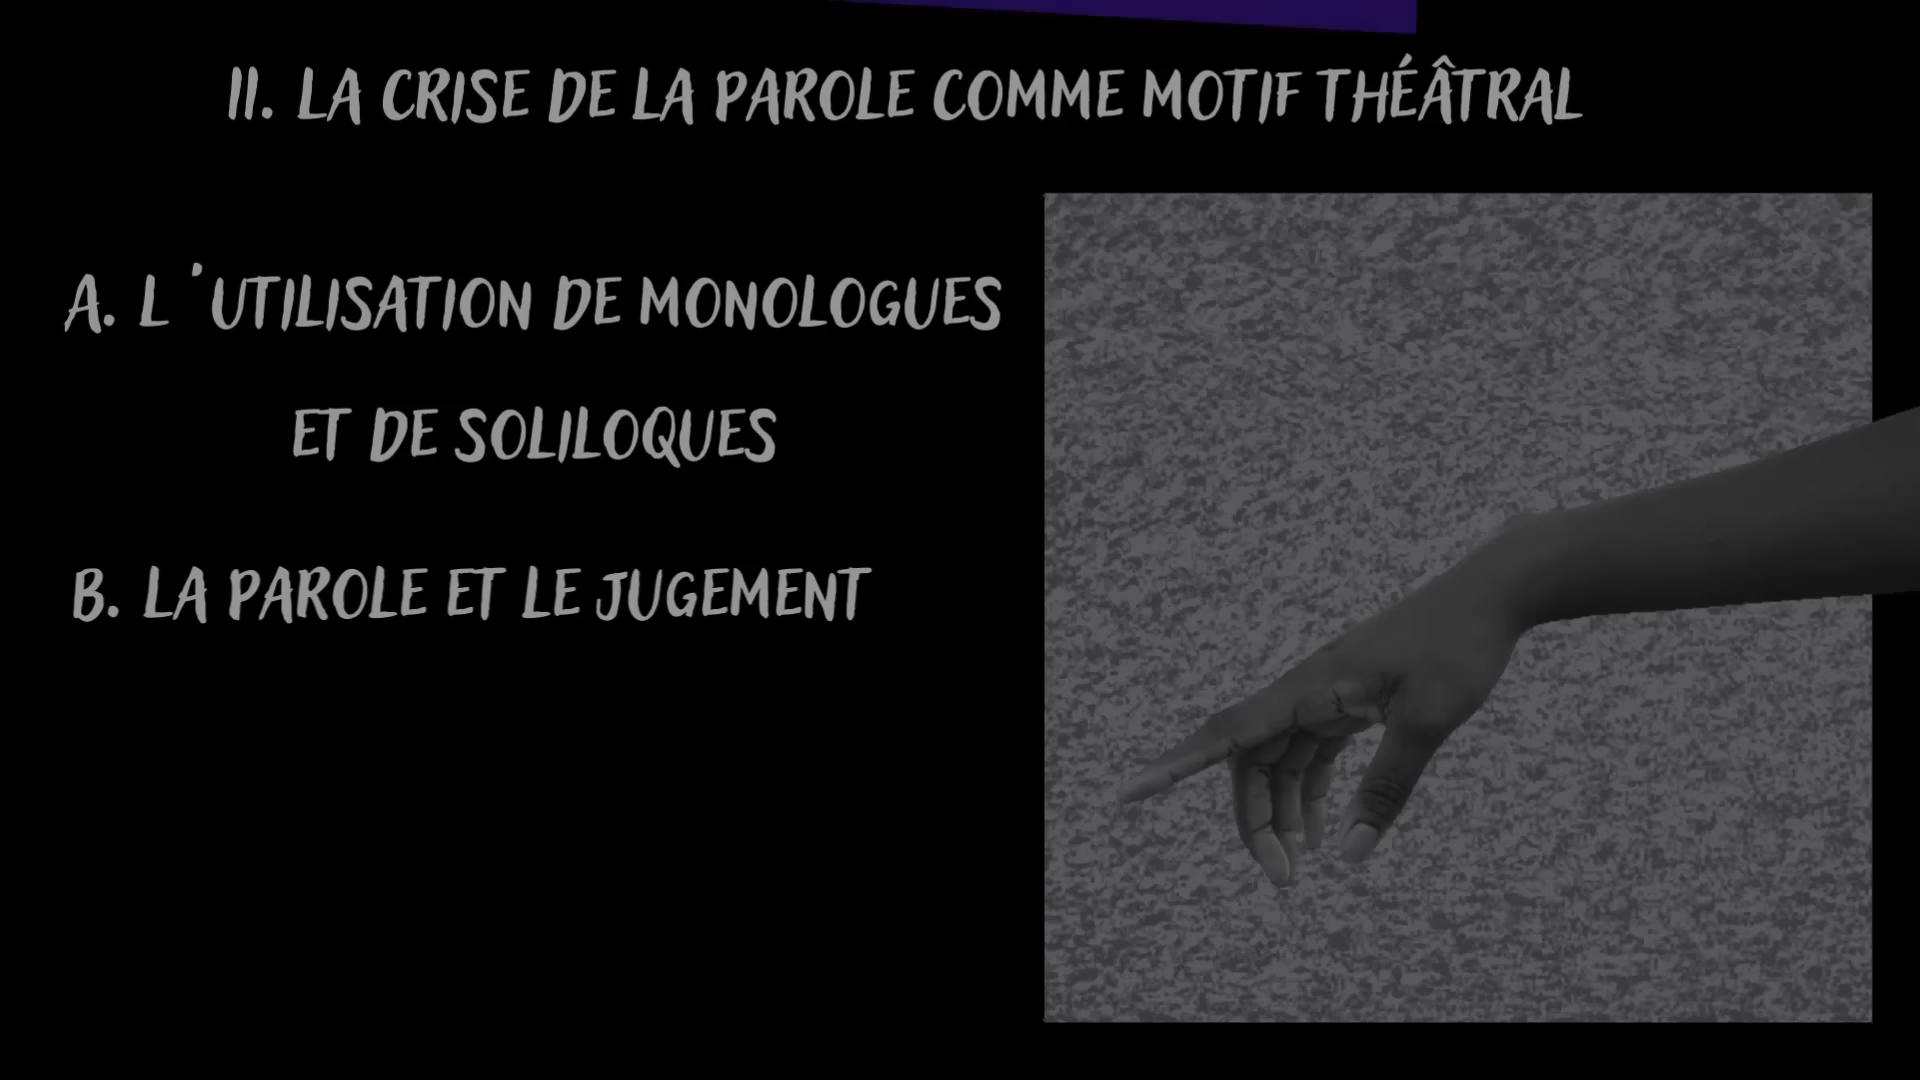 II. LA CRISE DE LA PAROLE COMME MOTIF THÉÂTRAL
A. L'UTILISATION DE MONOLOGUES
ET DE SOLILOQUES
B. LA PAROLE ET LE JUGEMENT